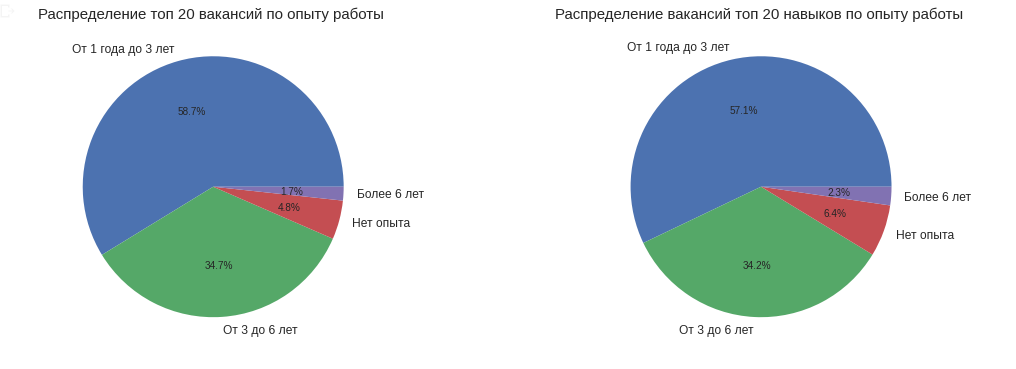 Распределение топ 20 вакансий по опыту работы
От 1 года до 3 лет
58.7%
1.7%
Более 6 лет
4.8%
Нет опыта
34.7%
От 3 до 6 лет
Распределение вакансий топ 20 навыков по опыту работы
От 1 года до 3 лет
57.1%
2.3%
Более 6 лет
6.4%
Нет опыта
34.2%
От 3 до 6 лет